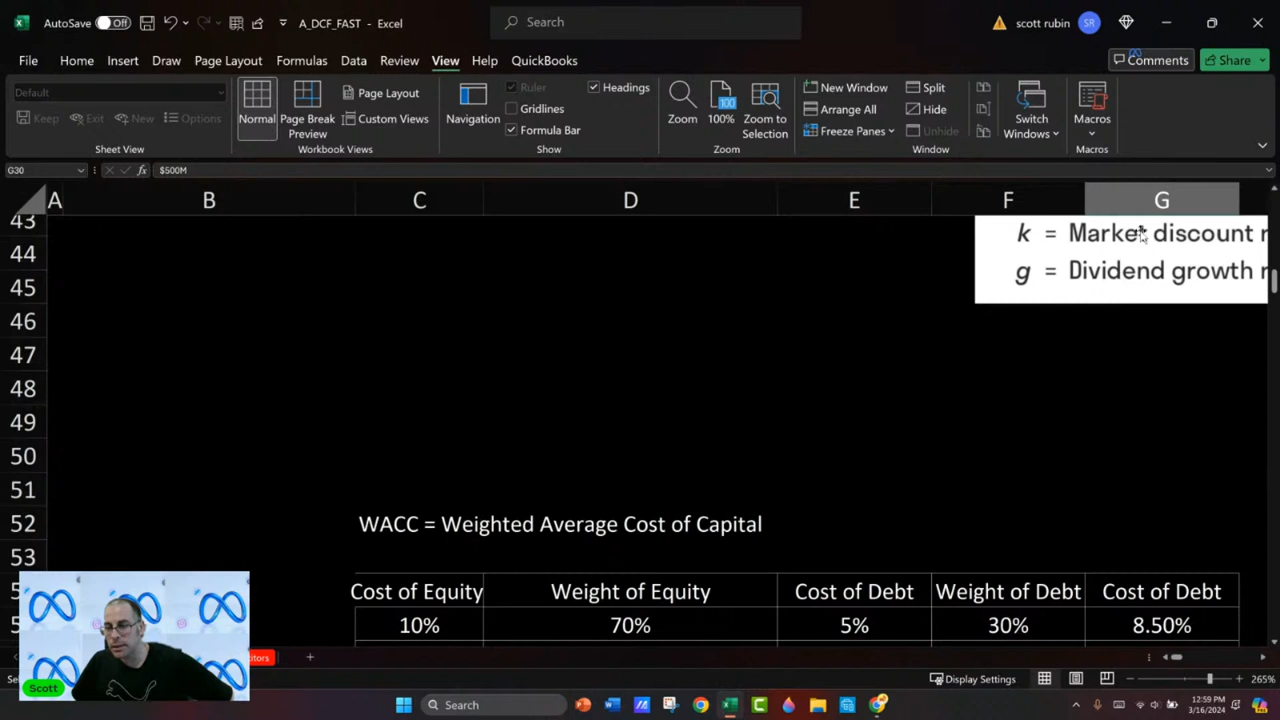 AutoSave Off A_DCF_FAST - Excel Search scott rubin SR
File Home Insert Draw Page Layout Formulas Data Review View Help QuickBooks Comments Share
Default
Keep Exit New Options
Sheet View
Normal
Page Break Preview
Page Layout
Custom Views
Workbook Views
Navigation
Ruler
Gridlines
Formula Bar
Headings
Show
Zoom
100%
Zoom to Selection
Zoom
New Window
Arrange All
Freeze Panes
Split
Hide
Unhide
Window
Switch Windows
Macros
Macros
G30 fx $500M
A B C D E F G
43
44
45
46
47
48
49
50
51
52
53
k = Market discount
g = Dividend growth
WACC = Weighted Average Cost of Capital
Cost of Equity Weight of Equity Cost of Debt Weight of Debt Cost of Debt
10% 70% 5% 30% 8.50%
Scott
Display Settings 265%
Search
12:59 PM
3/16/2024